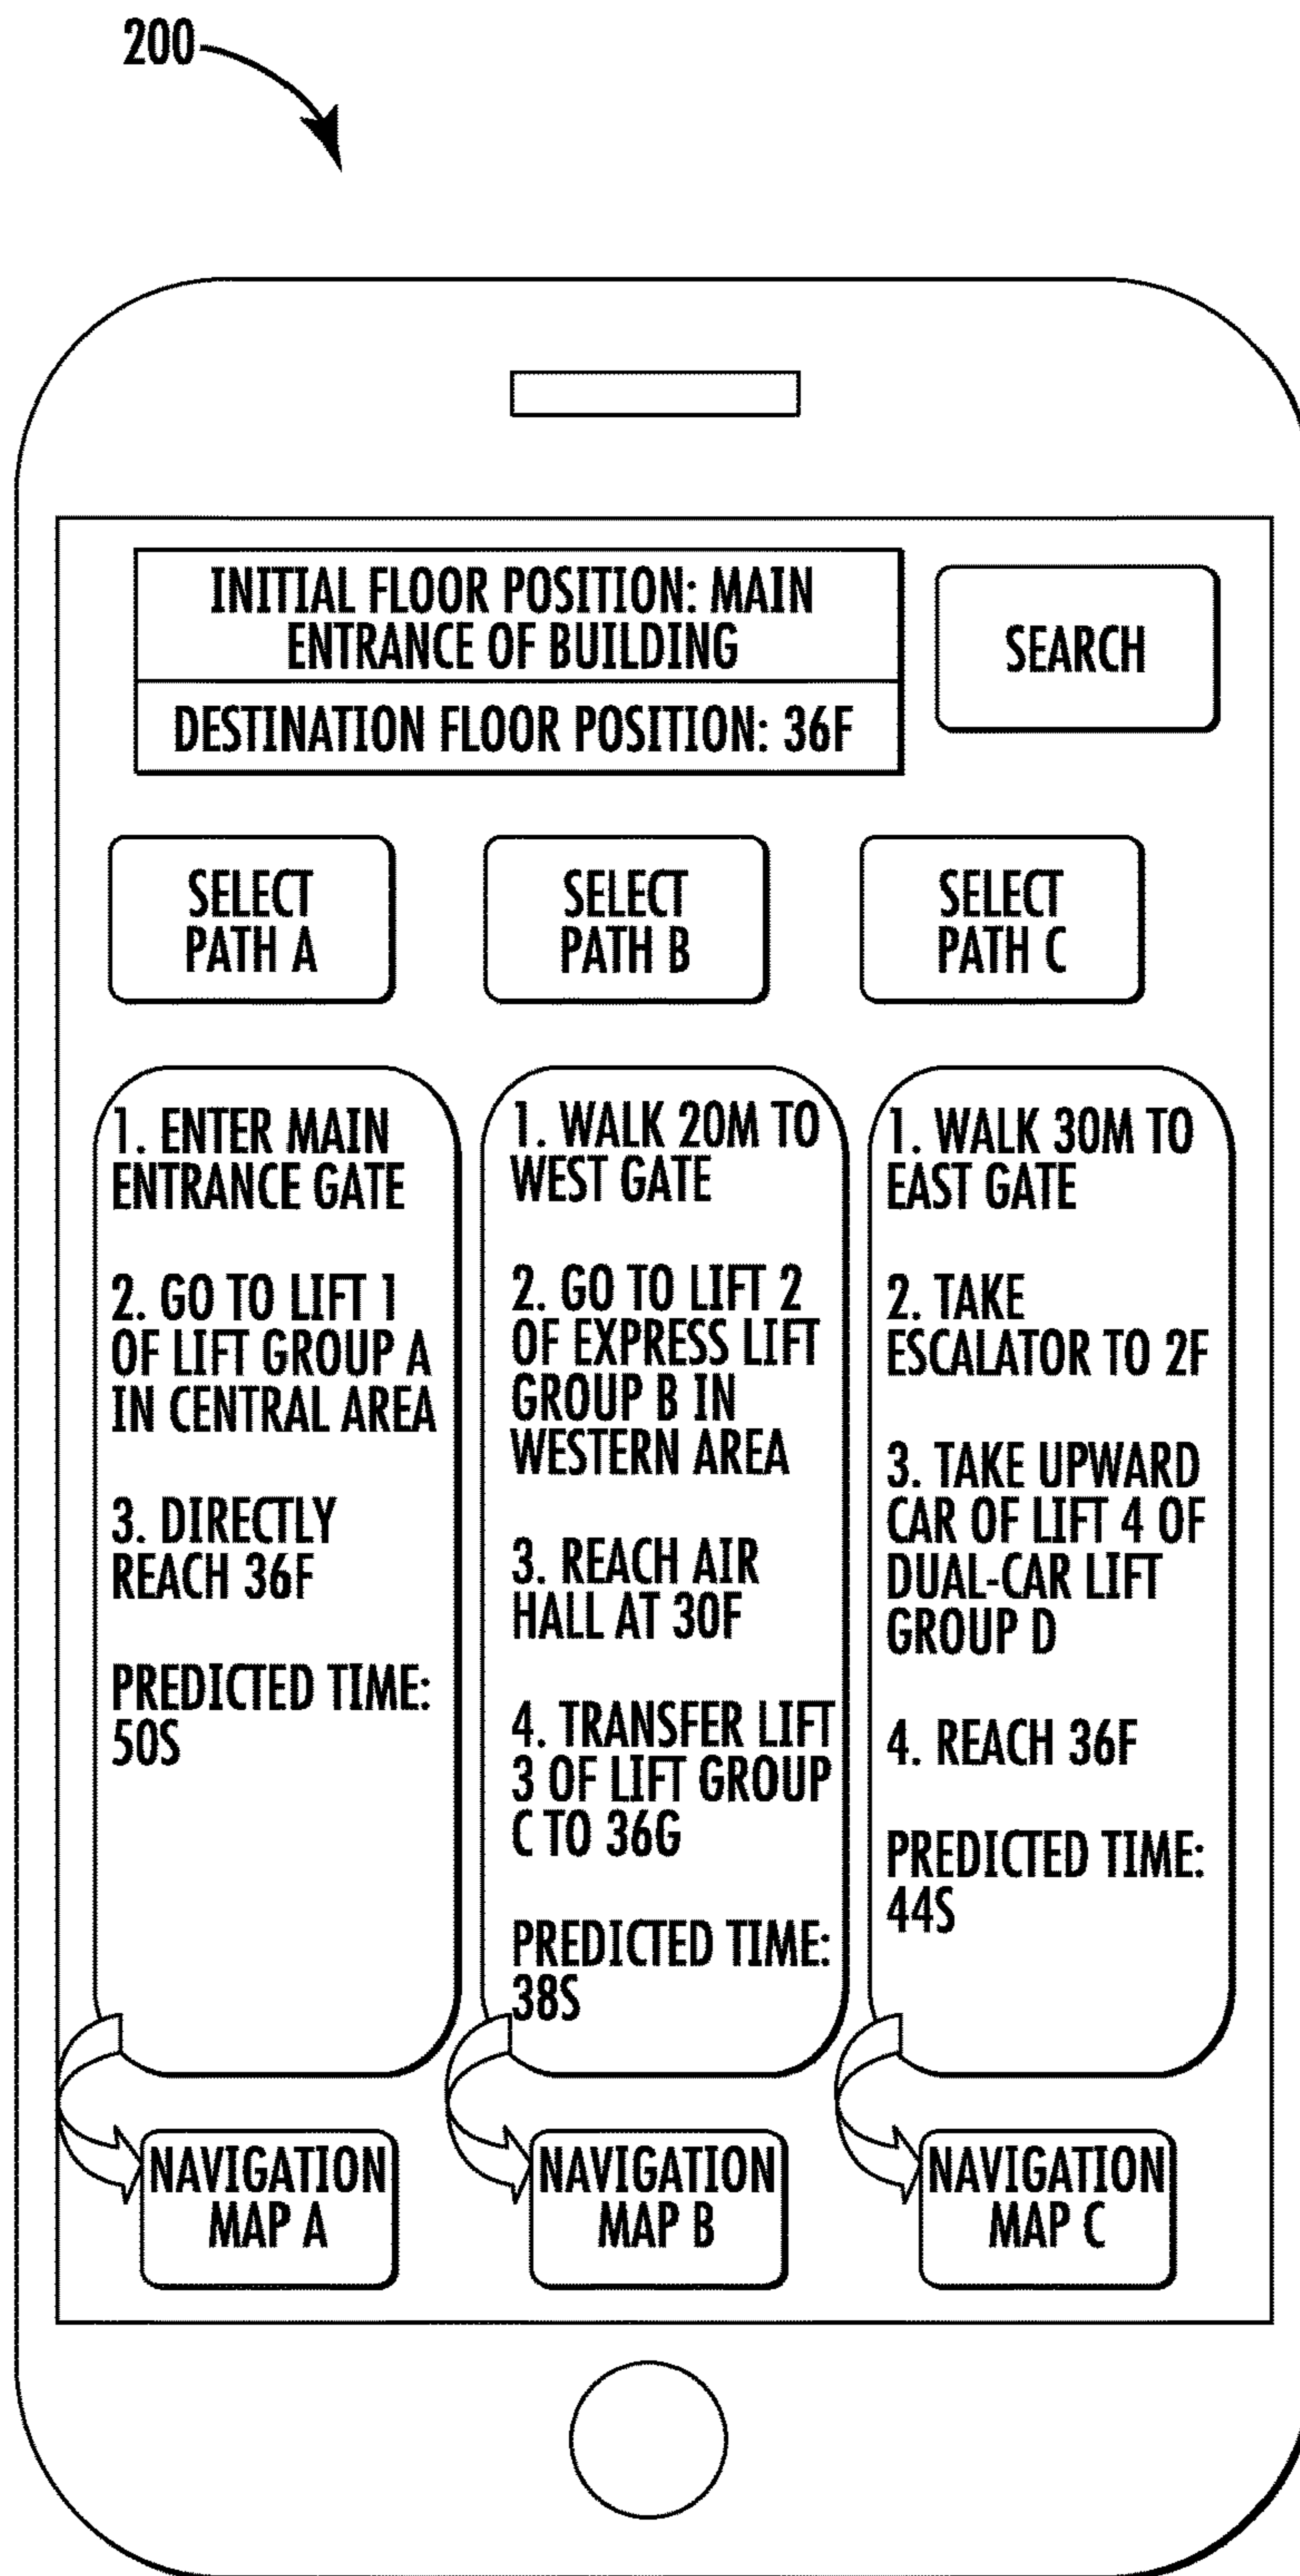 200
INITIAL FLOOR POSITION: MAIN
ENTRANCE OF BUILDING
DESTINATION FLOOR POSITION: 36F
SEARCH
SELECT
PATH A
SELECT
PATH B
SELECT
PATH C
1. ENTER MAIN
ENTRANCE GATE
2. GO TO LIFT 1
OF LIFT GROUP A
IN CENTRAL AREA
3. DIRECTLY
REACH 36F
PREDICTED TIME:
50S
1. WALK 20M TO
WEST GATE
2. GO TO LIFT 2
OF EXPRESS LIFT
GROUP B IN
WESTERN AREA
3. REACH AIR
HALL AT 30F
4. TRANSFER LIFT
3 OF LIFT GROUP
C TO 36G
PREDICTED TIME:
38S
1. WALK 30M TO
EAST GATE
2. TAKE
ESCALATOR TO 2F
3. TAKE UPWARD
CAR OF LIFT 4 OF
DUAL-CAR LIFT
GROUP D
4. REACH 36F
PREDICTED TIME:
44S
NAVIGATION
MAP A
NAVIGATION
MAP B
NAVIGATION
MAP C